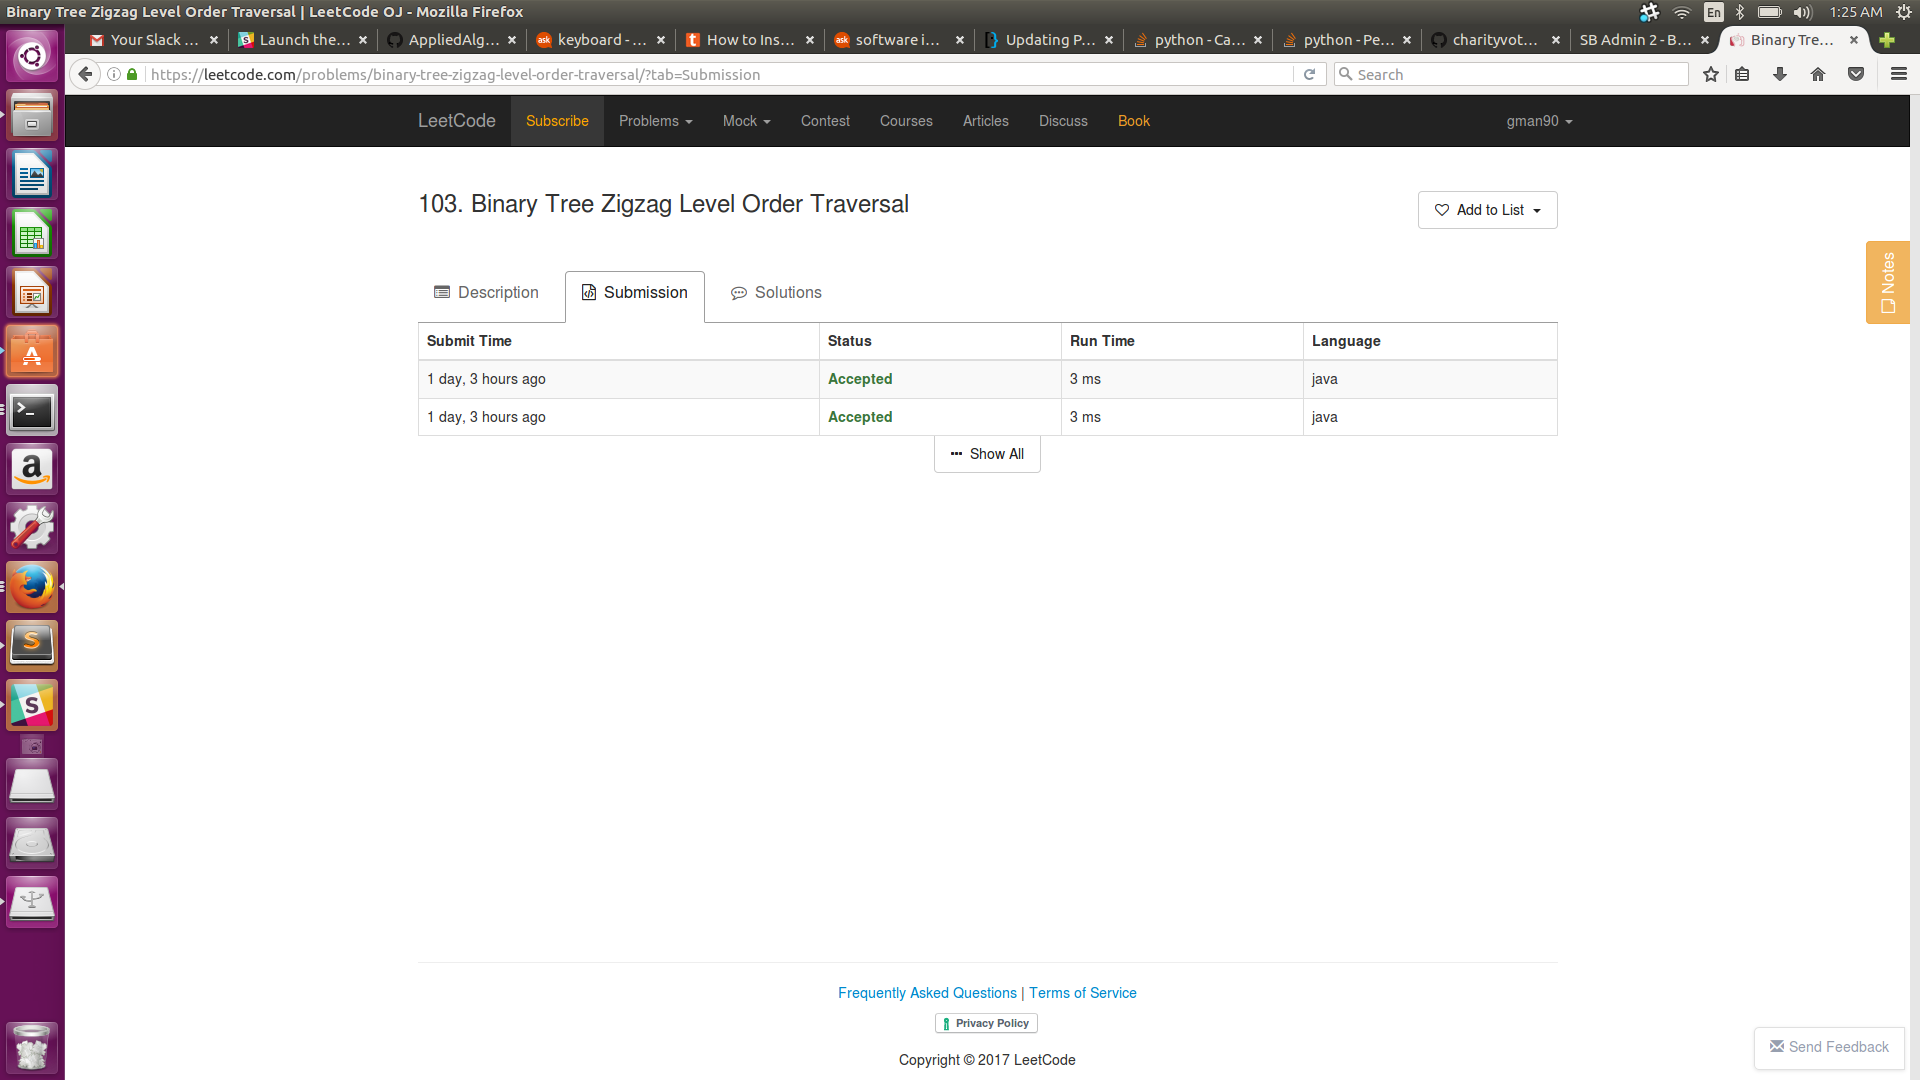 Binary Tree Zigzag Level Order Traversal | LeetCode OJ - Mozilla Firefox
En
1:25 AM
Your Slack ...
Launch the...
AppliedAlg...
ask
keyboard - ...
t
How to Ins...
ask
software i...
Updating P...
python - Ca...
python - Pe...
charityvot...
SB Admin 2 - B...
Binary Tre...
https://leetcode.com/problems/binary-tree-zigzag-level-order-traversal/?tab=Submission
Search
LeetCode
Subscribe
Problems
Mock
Contest
Courses
Articles
Discuss
Book
gman90
103. Binary Tree Zigzag Level Order Traversal
Add to List
Notes
Description
Submission
Solutions
Submit Time
Status
Run Time
Language
1 day, 3 hours ago
Accepted
3 ms
java
1 day, 3 hours ago
Accepted
3 ms
java
Show All
Frequently Asked Questions | Terms of Service
Privacy Policy
Copyright © 2017 LeetCode
Send Feedback